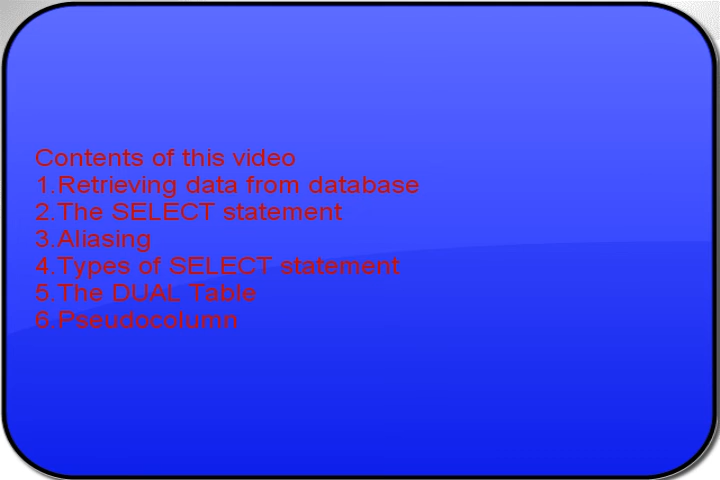 Contents of this video
1.Retrieving data from database
2.The SELECT statement
3.Aliasing
4.Types of SELECT statement
5.The DUAL Table
6.Pseudocolumn